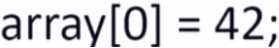 array[0] = 42;